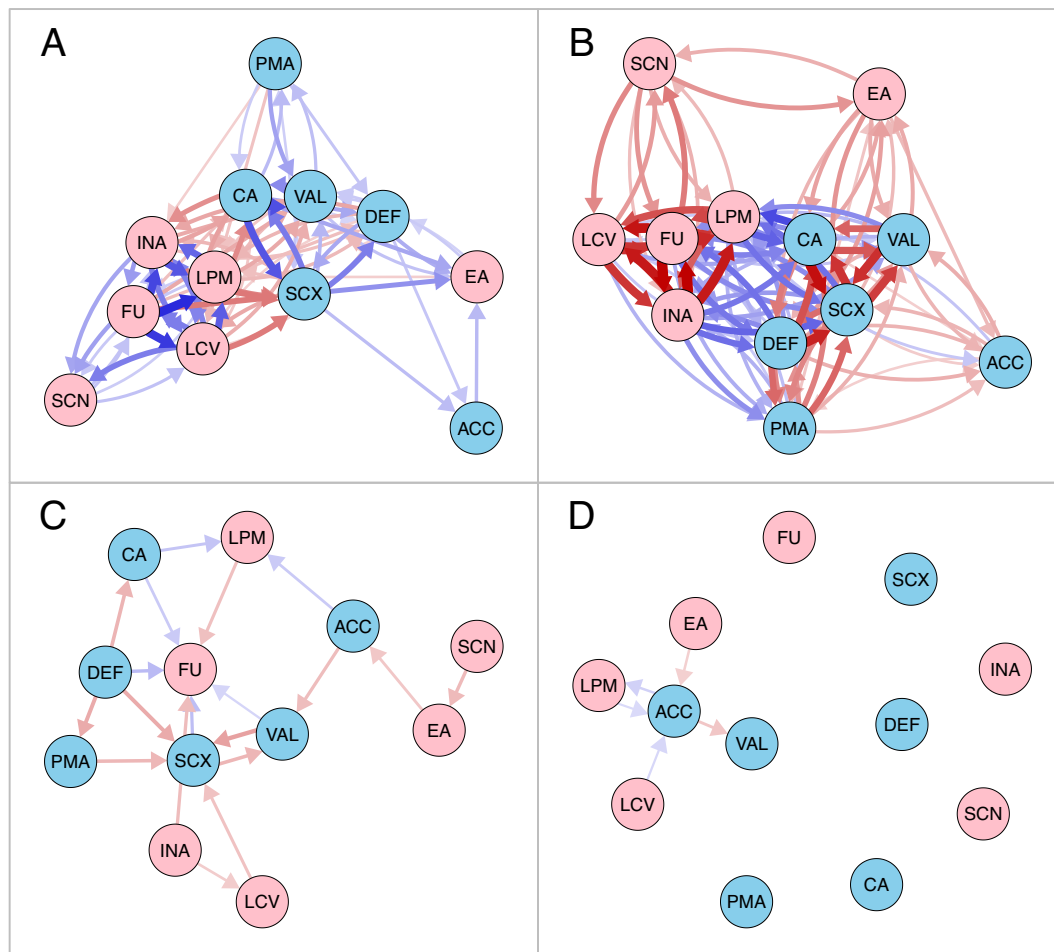 A
PMA
CA
VAL
DEF
INA
LPM
EA
SCX
FU
LCV
SCN
ACC
B
SCN
EA
LPM
LCV
FU
CA
VAL
INA
SCX
DEF
ACC
PMA
C
LPM
CA
ACC
SCN
FU
DEF
EA
VAL
SCX
PMA
INA
LCV
D
FU
SCX
EA
INA
LPM
ACC
DEF
VAL
LCV
SCN
CA
PMA